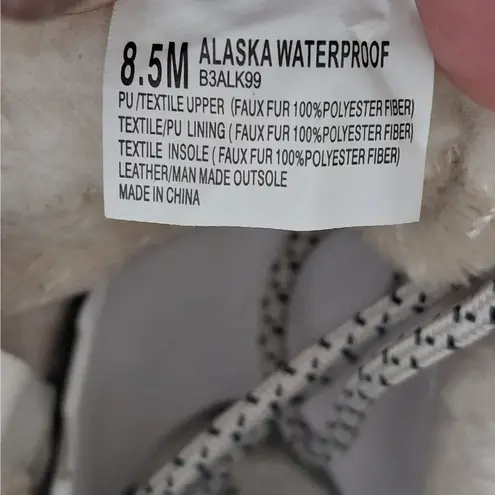 8.5M ALASKA WATERPROOF
B3ALK99
PU/TEXTILE UPPER (FAUX FUR 100%POLYESTER FIBER)
TEXTILE/PU LINING (FAUX FUR 100%POLYESTER FIBER)
TEXTILE INSOLE (FAUX FUR 100%POLYESTER FIBER)
LEATHER/MAN MADE OUTSOLE
MADE IN CHINA